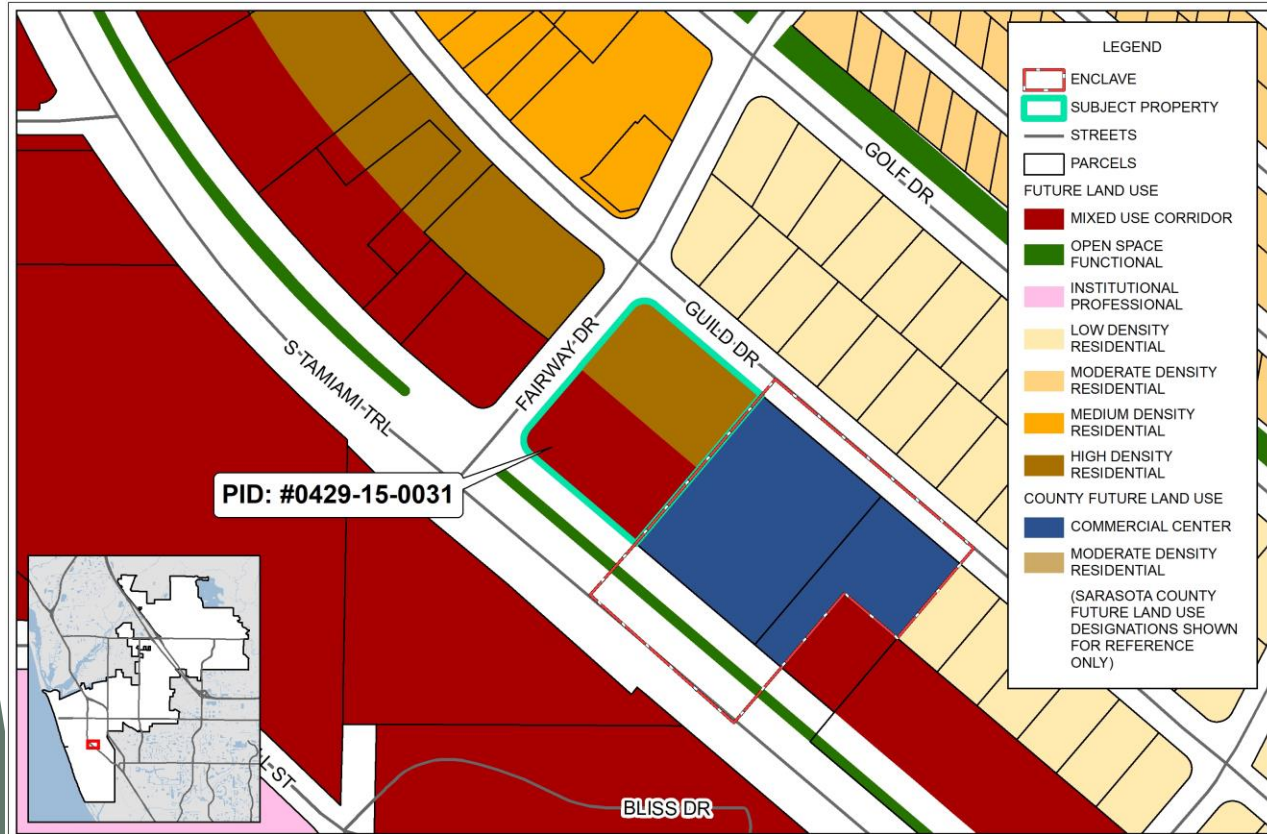 GOLF DR
GUILD DR
FAIRWAY DR
S TAMIAMI TRL
PID: #0429-15-0031
BLISS DR
LEGEND
ENCLAVE
SUBJECT PROPERTY
STREETS
PARCELS
FUTURE LAND USE
MIXED USE CORRIDOR
OPEN SPACE
FUNCTIONAL
INSTITUTIONAL
PROFESSIONAL
LOW DENSITY
RESIDENTIAL
MODERATE DENSITY
RESIDENTIAL
MEDIUM DENSITY
RESIDENTIAL
HIGH DENSITY
RESIDENTIAL
COUNTY FUTURE LAND USE
COMMERCIAL CENTER
MODERATE DENSITY
RESIDENTIAL
(SARASOTA COUNTY
FUTURE LAND USE
DESIGNATIONS SHOWN
FOR REFERENCE
ONLY)